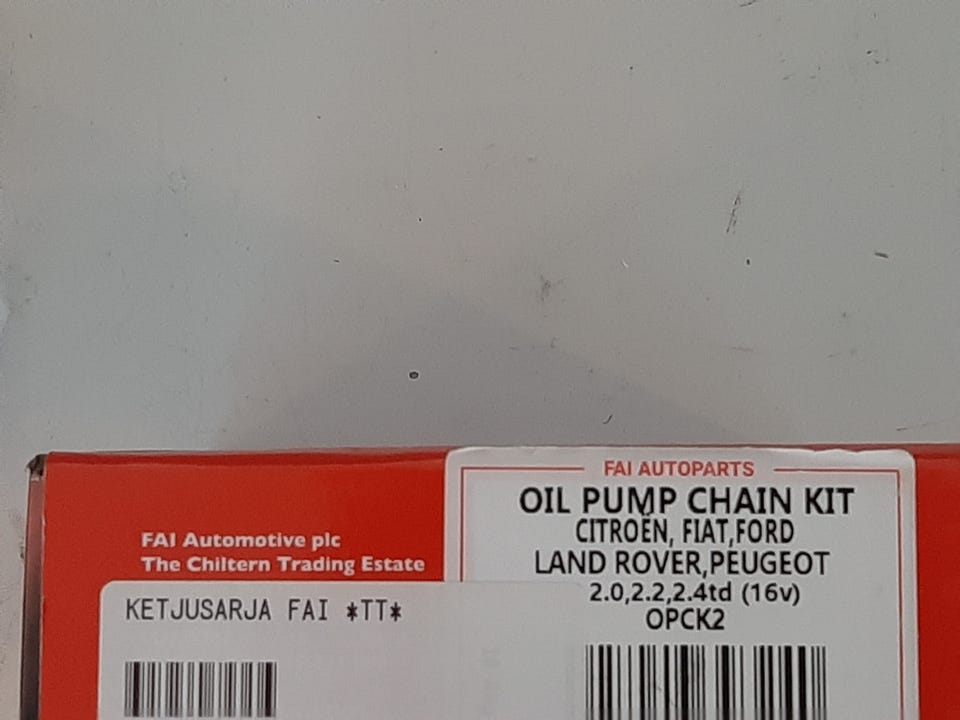 FAI AUTOPARTS
OIL PUMP CHAIN KIT
CITROËN, FIAT,FORD
LAND ROVER,PEUGEOT
2.0,2.2,2.4td (16v)
OPCK2
FAI Automotive plc
The Chiltern Trading Estate
KETJUSARJA FAI *TT*